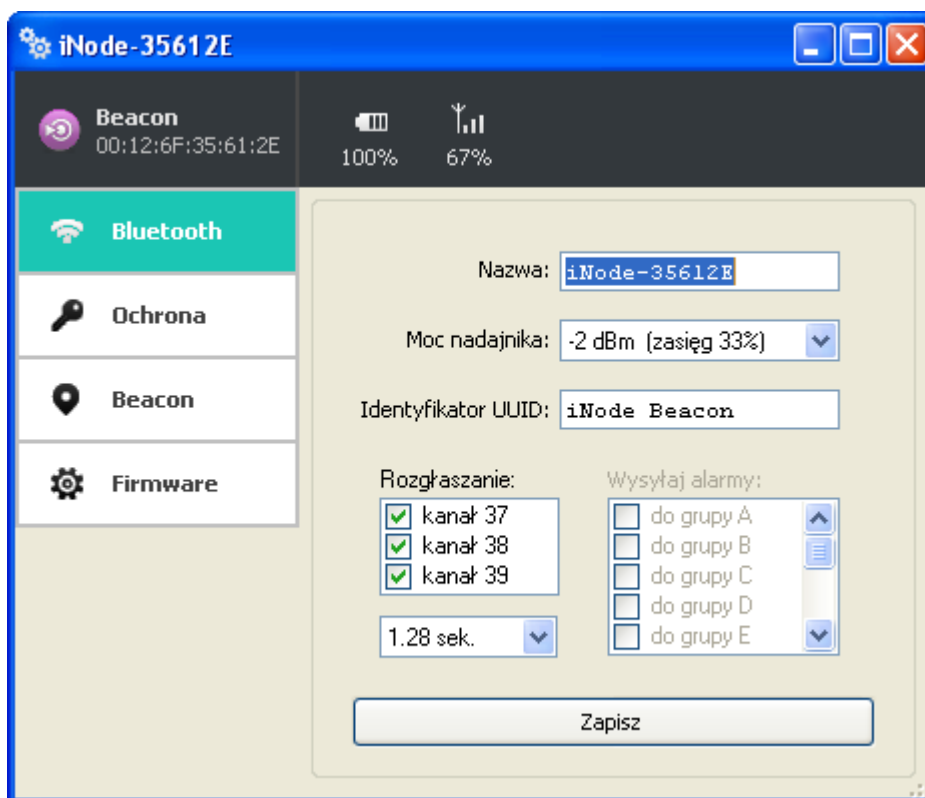 iNode-35612E
Beacon
00:12:6F:35:61:2E
100%
67%
Bluetooth
Ochrona
Beacon
Firmware
Nazwa: iNode-35612E
Moc nadajnika: -2 dBm (zasięg 33%)
Identyfikator UUID: iNode Beacon
Rozgłaszanie:
kanał 37
kanał 38
kanał 39
1.28 sek.
Wysyłaj alarmy:
do grupy A
do grupy B
do grupy C
do grupy D
do grupy E
Zapisz